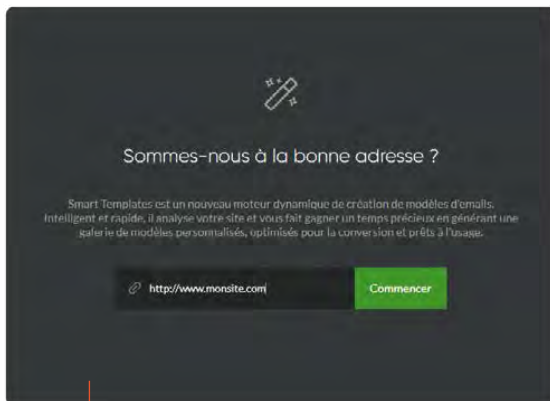 Sommes-nous à la bonne adresse ?
Smart Templates est un nouveau moteur dynamique de création de modèles d'emails.
Intelligent et rapide, il analyse votre site et vous fait gagner un temps précieux en générant une
galerie de modèles personnalisés, optimisés pour la conversion et prêts à l'usage.
http://www.monsite.com
Commencer